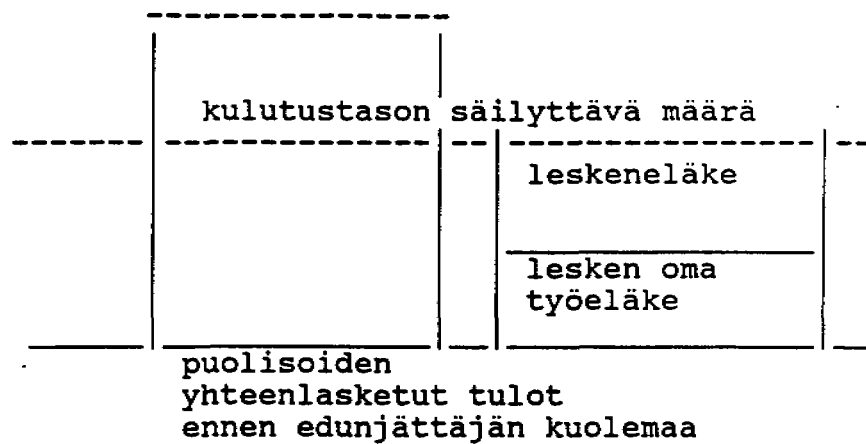 kulutustason säilyttävä määrä
leskeneläke
lesken oma
työeläke
puolisoiden
yhteenlasketut tulot
ennen edunjättäjän kuolemaa